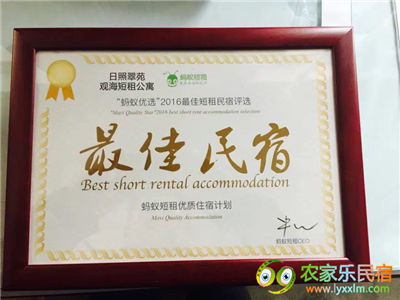 日照翠苑
观海短租公寓
蚂蚁短租
"蚂蚁优选"2016最佳短租民宿评选
"Mayi Quality Star"2016 best short rent accommodation selection
最佳民宿
Best short rental accommodation
蚂蚁短租优质住宿计划
Mayi Quality Accommodation
蚂蚁短租CEO
农家乐民宿
www.lyxxlm.com